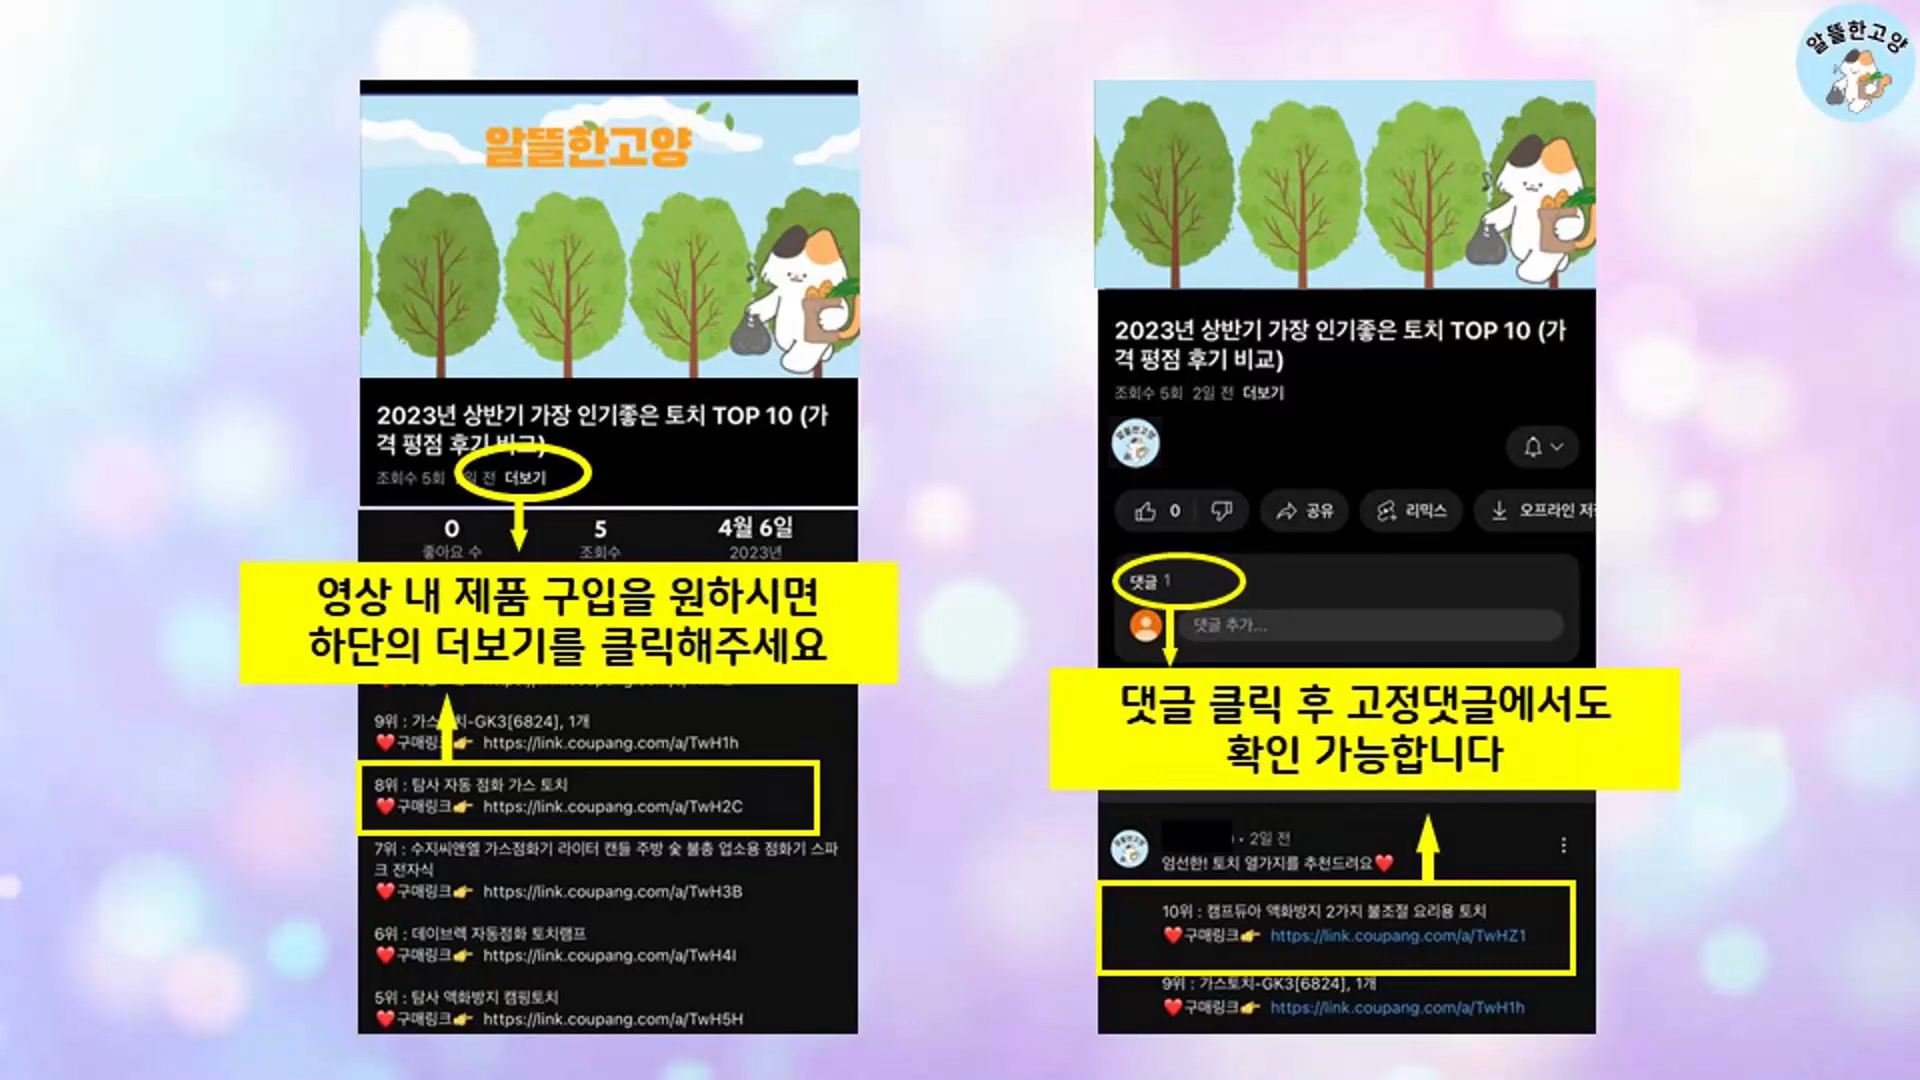 알뜰한고양
알뜰한고양
2023년 상반기 가장 인기좋은 토치 TOP 10 (가
격 평점 후기 비교)
조회수 5회 일 전 더보기
0 5 4월 6일
좋아요 수 조회수 2023년
영상 내 제품 구입을 원하시면
하단의 더보기를 클릭해주세요
9위 : 가스토치-GK3[6824], 1개
❤️구매링크👉 https://link.coupang.com/a/TwH1h
8위 : 탐사 자동 점화 가스 토치
❤️구매링크👉 https://link.coupang.com/a/TwH2C
7위 : 수지씨앤엘 가스점화기 라이터 캔들 주방 숯 불총 업소용 점화기 스파
크 전자식
❤️구매링크👉 https://link.coupang.com/a/TwH3B
6위 : 데이브렉 자동점화 토치램프
❤️구매링크👉 https://link.coupang.com/a/TwH4I
5위 : 탐사 액화방지 캠핑토치
❤️구매링크👉 https://link.coupang.com/a/TwH5H
2023년 상반기 가장 인기좋은 토치 TOP 10 (가
격 평점 후기 비교)
조회수 5회 2일 전 더보기
알뜰한고양
0 공유 리믹스 오프라인 저
댓글 1
댓글 추가...
댓글 클릭 후 고정댓글에서도
확인 가능합니다
• 2일 전
엄선한! 토치 열가지를 추천드려요❤️
10위 : 캠프듀아 액화방지 2가지 불조절 요리용 토치
❤️구매링크👉 https://link.coupang.com/a/TwHZ1
9위 : 가스토치-GK3[6824], 1개
❤️구매링크👉 https://link.coupang.com/a/TwH1h